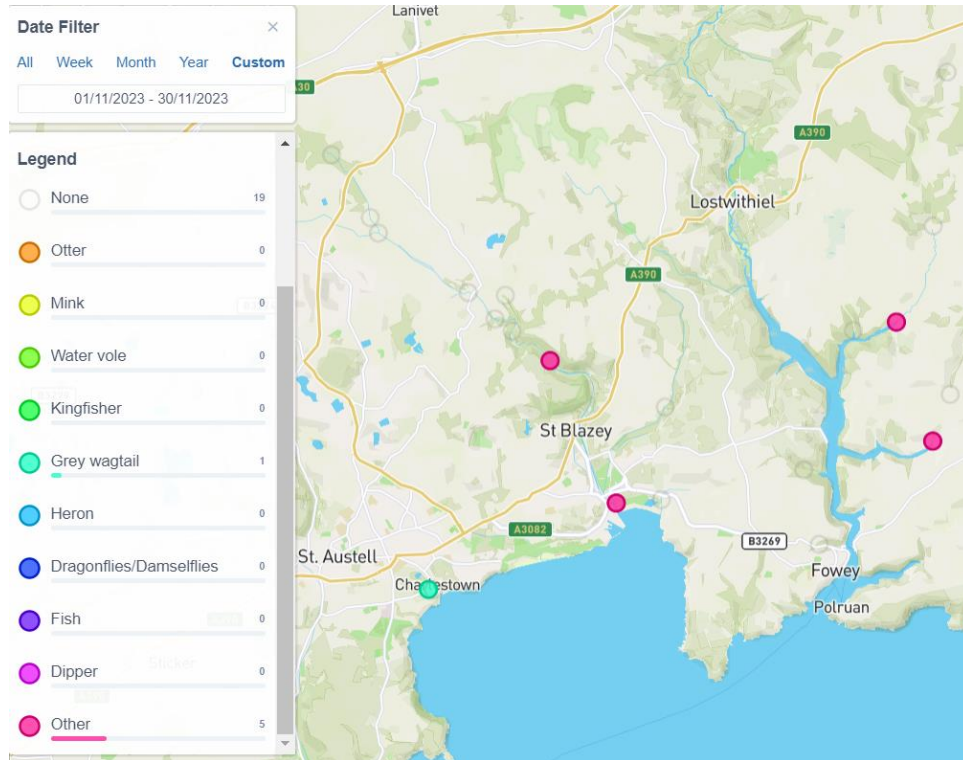 Date Filter ×
All Week Month Year Custom
01/11/2023 - 30/11/2023
Legend
None 19
Otter 0
Mink 0
Water vole 0
Kingfisher 0
Grey wagtail 1
Heron 0
Dragonflies/Damselflies 0
Fish 0
Dipper 0
Other 5
Sticker
Lanivet
A30
A390
Lostwithiel
A390
St Blazey
A3082
B3269
St. Austell
Charlestown
Fowey
Polruan